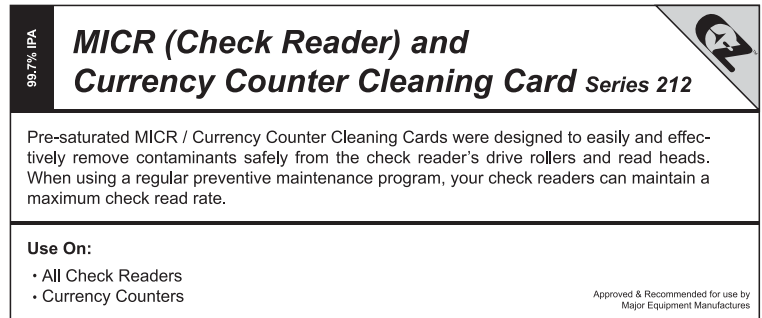 99.7% IPA
MICR (Check Reader) and
Currency Counter Cleaning Card Series 212
Pre-saturated MICR / Currency Counter Cleaning Cards were designed to easily and effec-
tively remove contaminants safely from the check reader's drive rollers and read heads.
When using a regular preventive maintenance program, your check readers can maintain a
maximum check read rate.
Use On:
• All Check Readers
• Currency Counters
Approved & Recommended for use by
Major Equipment Manufactures